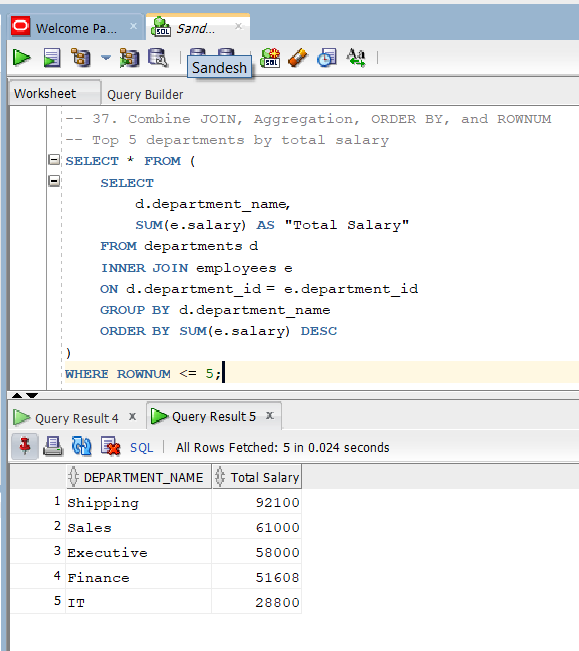 Welcome Pa... Sand...
Sandesh
Worksheet Query Builder
-- 37. Combine JOIN, Aggregation, ORDER BY, and ROWNUM
-- Top 5 departments by total salary
SELECT * FROM (
SELECT
d.department_name,
SUM(e.salary) AS "Total Salary"
FROM departments d
INNER JOIN employees e
ON d.department_id = e.department_id
GROUP BY d.department_name
ORDER BY SUM(e.salary) DESC
)
WHERE ROWNUM <= 5;
Query Result 4 Query Result 5
SQL All Rows Fetched: 5 in 0.024 seconds
DEPARTMENT_NAME Total Salary
1 Shipping 92100
2 Sales 61000
3 Executive 58000
4 Finance 51608
5 IT 28800